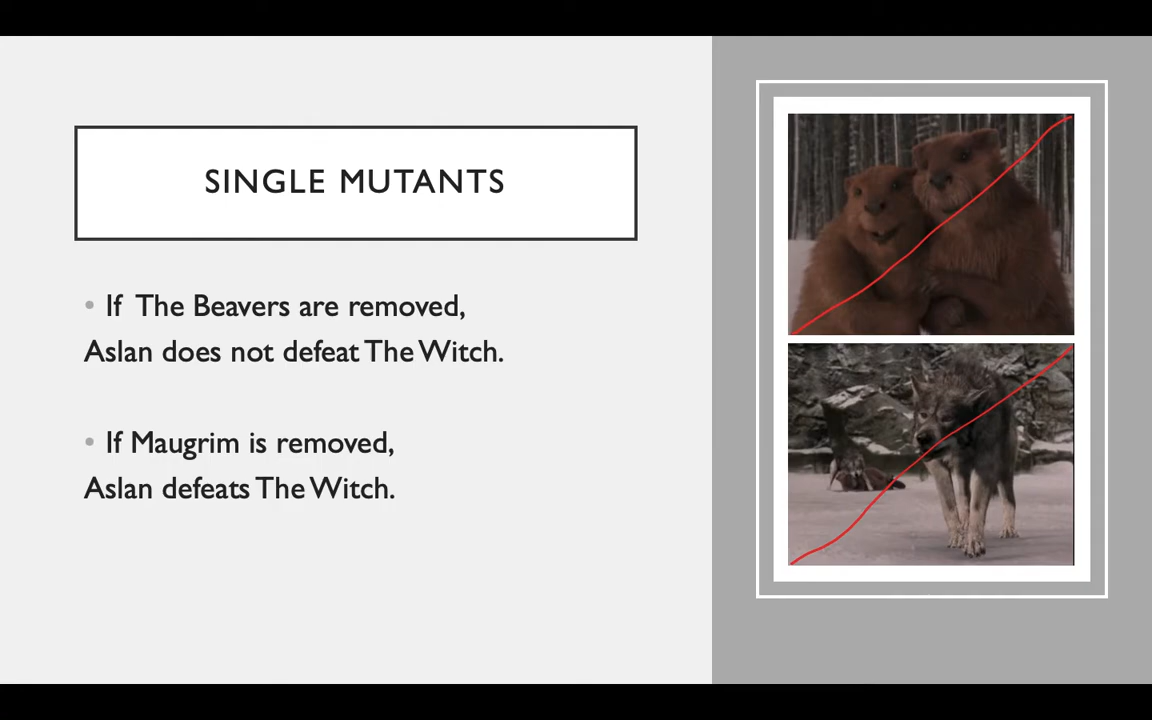 SINGLE MUTANTS
• If The Beavers are removed,
Aslan does not defeat The Witch.
• If Maugrim is removed,
Aslan defeats The Witch.